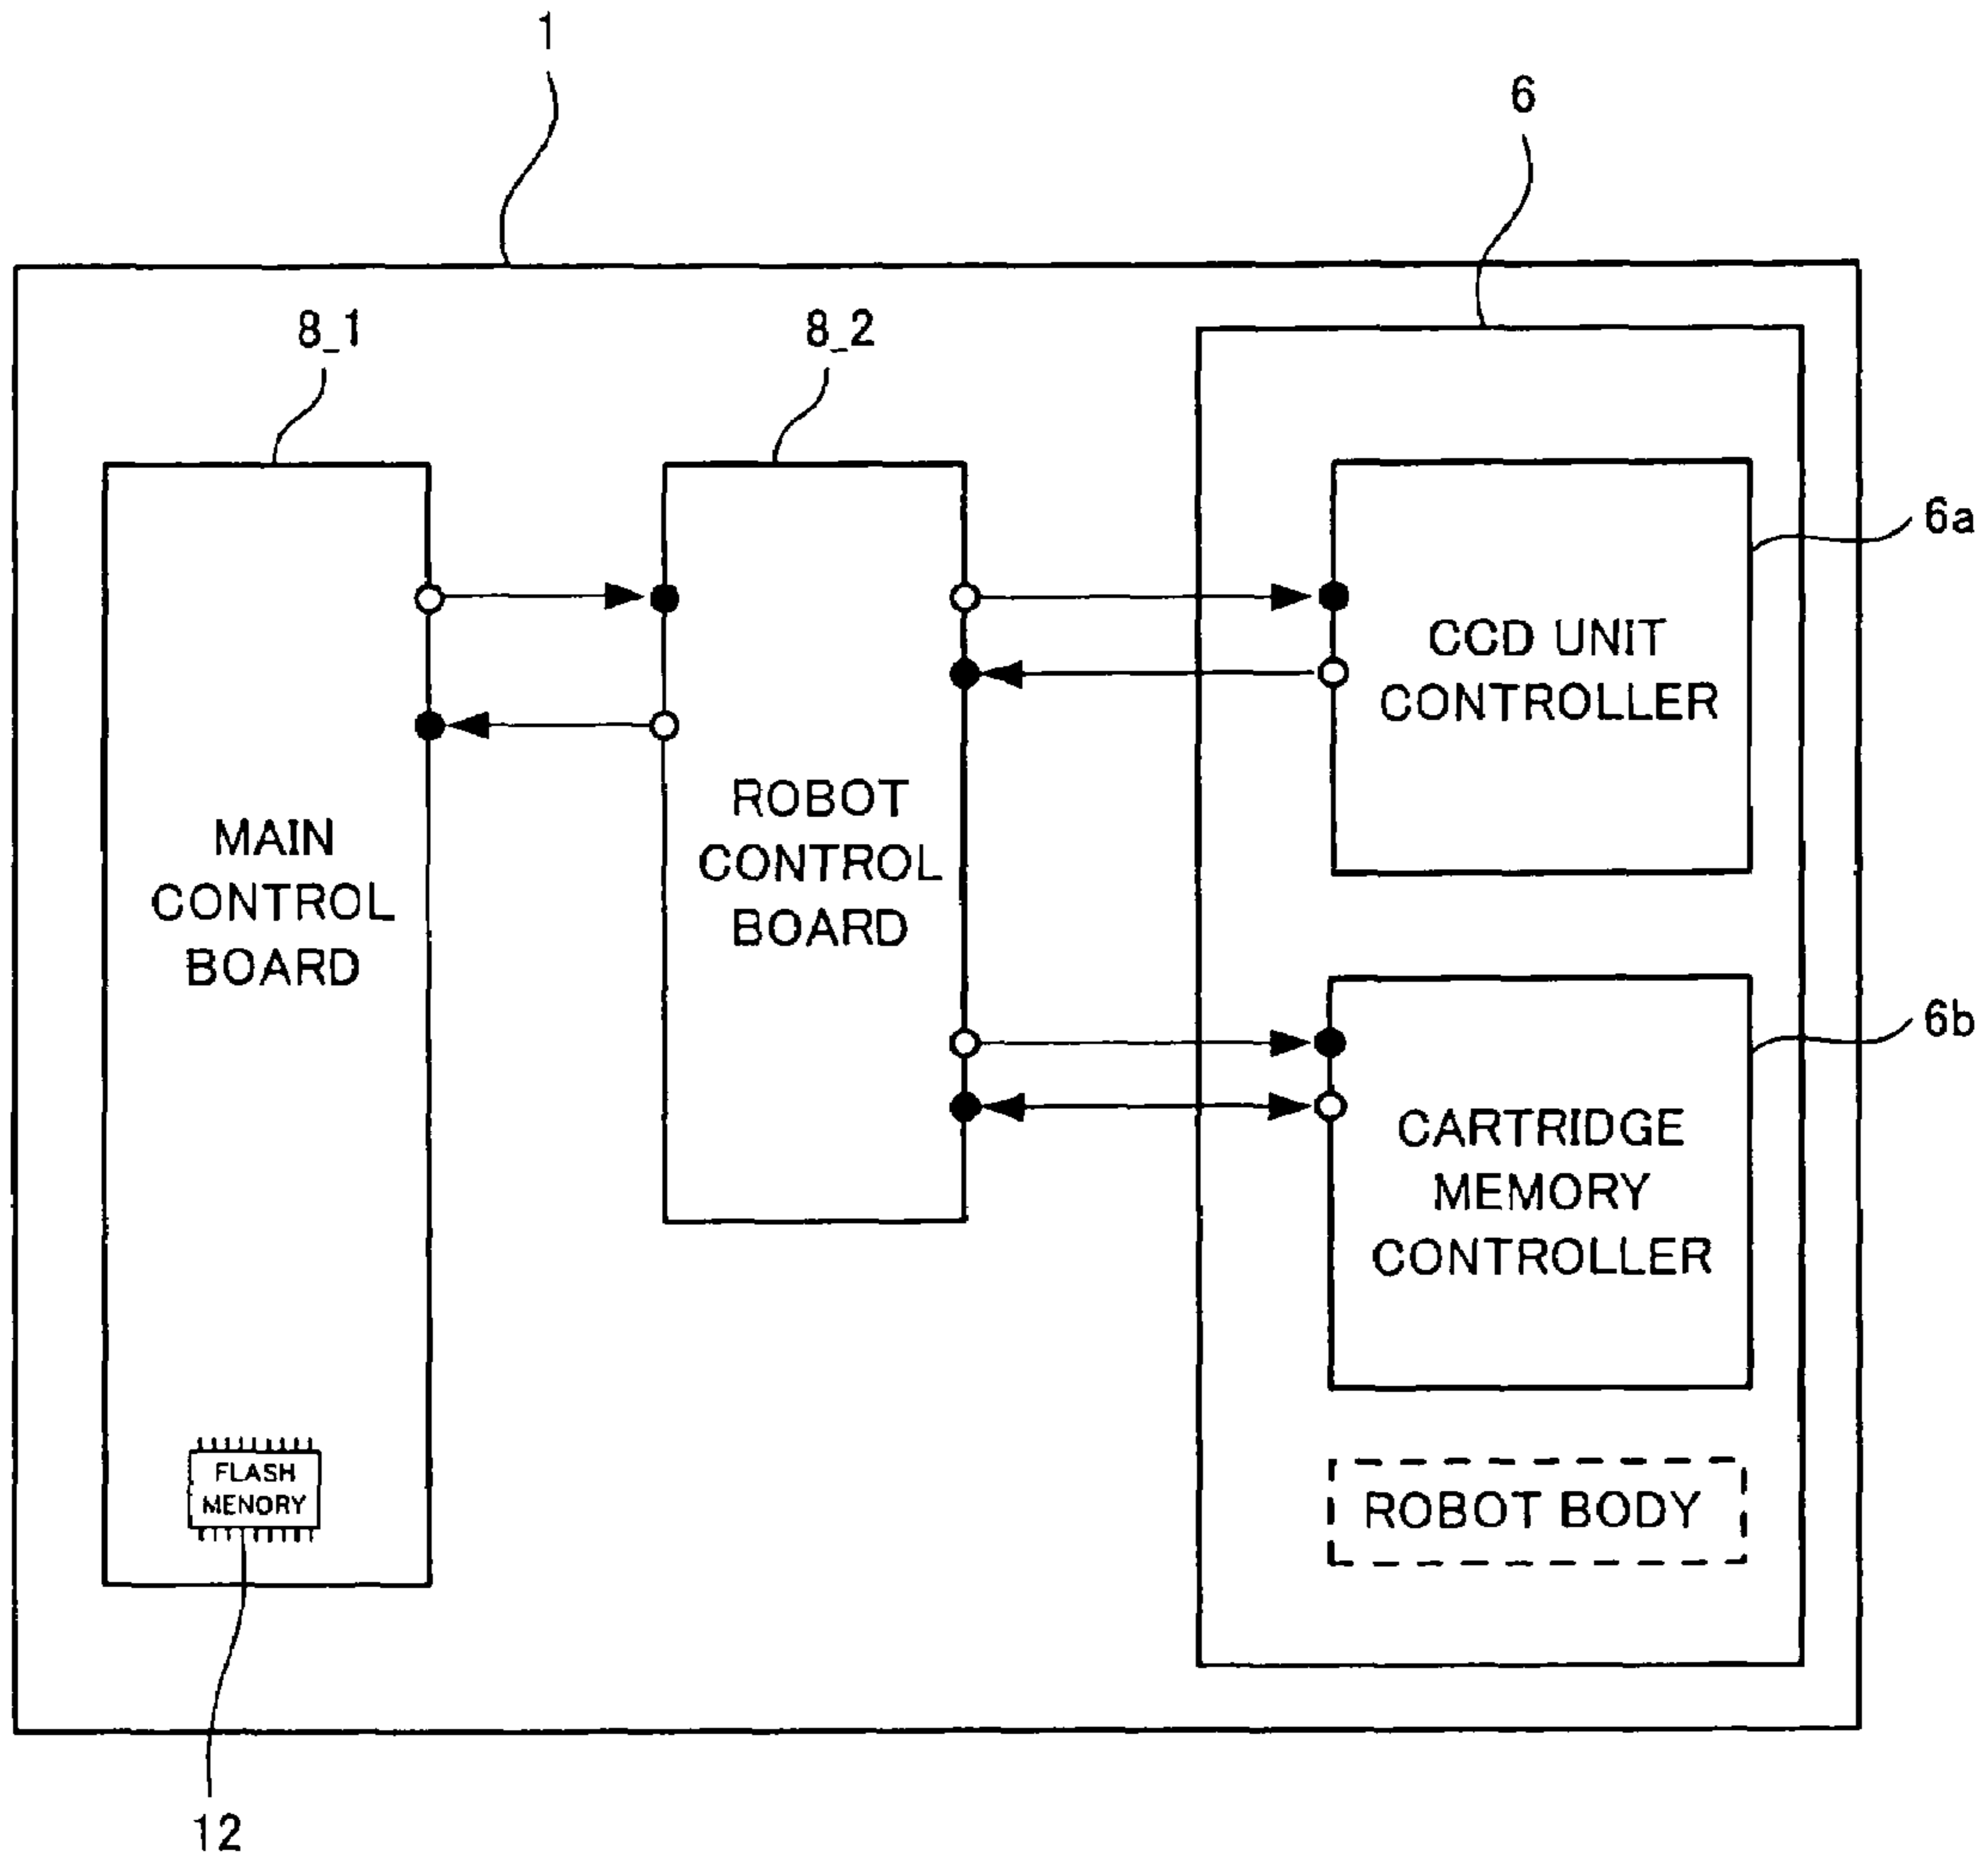 1
6
8_1
8_2
6a
CCD UNIT
CONTROLLER
ROBOT
CONTROL
BOARD
MAIN
CONTROL
BOARD
6b
CARTRIDGE
MEMORY
CONTROLLER
FLASH
MENORY
ROBOT BODY
12